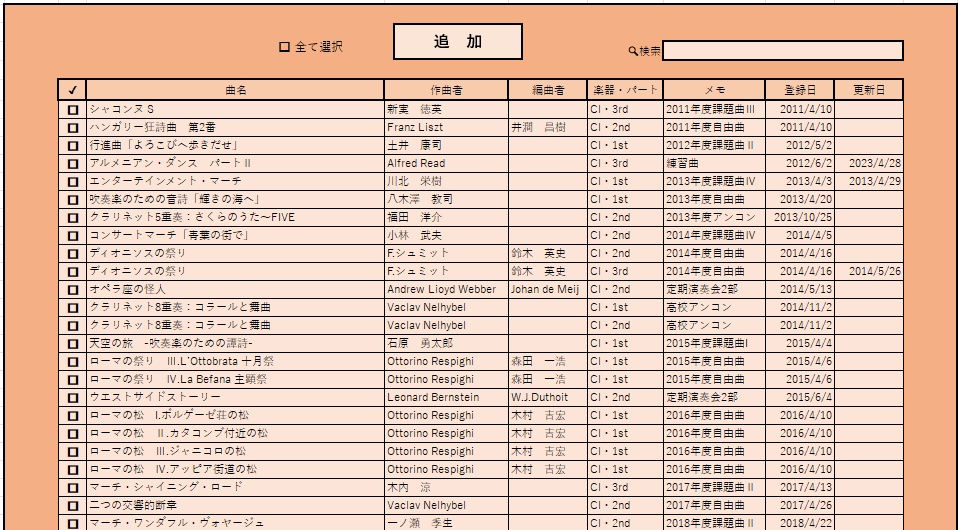 全て選択
追　加
検索
✓ 曲名 作曲者 編曲者 楽器・パート メモ 登録日 更新日
シャコンヌＳ 新実　徳英 Cl・3rd 2011年度課題曲Ⅲ 2011/4/10
ハンガリー狂詩曲　第2番 Franz Liszt 井澗　昌樹 Cl・2nd 2011年度自由曲 2011/4/10
行進曲「ようこびへ歩きだせ」 土井　康司 Cl・1st 2012年度課題曲Ⅱ 2012/5/2
アルメニアン・ダンス　パートⅡ Alfred Read Cl・3rd 練習曲 2012/6/2 2023/4/28
エンターテインメント・マーチ 川北　栄樹 Cl・1st 2013年度課題曲Ⅳ 2013/4/3 2013/4/29
吹奏楽のための音詩「輝きの海へ」 八木澤　教司 Cl・1st 2013年度自由曲 2013/4/20
クラリネット5重奏：さくらのうた～FIVE 福田　洋介 Cl・2nd 2013年度アンコン 2013/10/25
コンサートマーチ「青葉の街で」 小林　武夫 Cl・2nd 2014年度課題曲Ⅳ 2014/4/5
ディオニソスの祭り F.シュミット 鈴木　英史 Cl・2nd 2014年度自由曲 2014/4/16
ディオニソスの祭り F.シュミット 鈴木　英史 Cl・3rd 2014年度自由曲 2014/4/16 2014/5/26
オペラ座の怪人 Andrew Lioyd Webber Johan de Meij Cl・2nd 定期演奏会2部 2014/5/13
クラリネット8重奏：コラールと舞曲 Vaclav Nelhybel Cl・1st 高校アンコン 2014/11/2
クラリネット8重奏：コラールと舞曲 Vaclav Nelhybel Cl・2nd 高校アンコン 2014/11/2
天空の旅　-吹奏楽のための譚詩- 石原　勇太郎 Cl・1st 2015年度課題曲Ⅰ 2015/4/4
ローマの祭り　Ⅲ.L'Ottobrata 十月祭 Ottorino Respighi 森田　一浩 Cl・1st 2015年度自由曲 2015/4/6
ローマの祭り　Ⅳ.La Befana 主顕祭 Ottorino Respighi 森田　一浩 Cl・1st 2015年度自由曲 2015/4/6
ウエストサイドストーリー Leonard Bernstein W.J.Duthoit Cl・2nd 定期演奏会2部 2015/6/4
ローマの松　Ⅰ.ボルゲーゼ荘の松 Ottorino Respighi 木村　吉宏 Cl・1st 2016年度自由曲 2016/4/10
ローマの松　Ⅱ.カタコンブ付近の松 Ottorino Respighi 木村　吉宏 Cl・1st 2016年度自由曲 2016/4/10
ローマの松　Ⅲ.ジャニコロの松 Ottorino Respighi 木村　吉宏 Cl・1st 2016年度自由曲 2016/4/10
ローマの松　Ⅳ.アッピア街道の松 Ottorino Respighi 木村　吉宏 Cl・1st 2016年度自由曲 2016/4/10
マーチ・シャイニング・ロード 木内　涼 Cl・3rd 2017年度課題曲Ⅱ 2017/4/13
二つの交響的断章 Vaclav Nelhybel Cl・2nd 2017年度自由曲 2017/4/26
マーチ・ワンダフル・ヴォヤージュ 一ノ瀬　季生 Cl・2nd 2018年度課題曲Ⅱ 2018/4/22